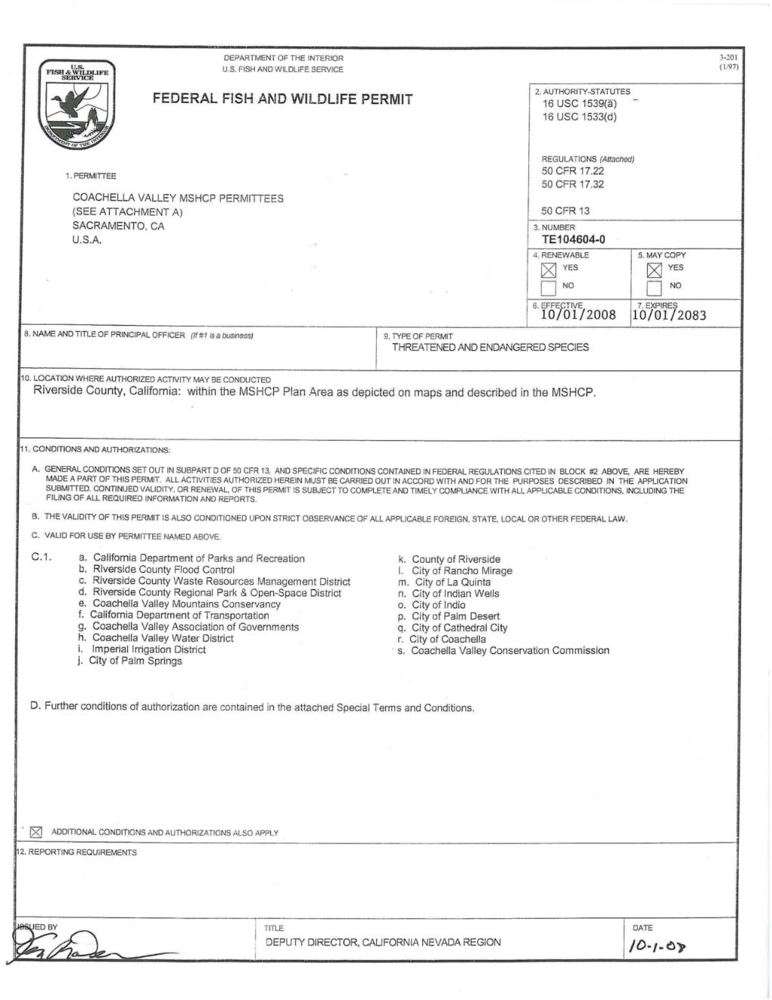 DEPARTMENT OF THE INTERIOR
U.S. FISH AND WILDLIFE SERVICE
3-201
(1/97)
U.S.
FISH & WILDLIFE
SERVICE
DEPARTMENT OF THE INTERIOR
FEDERAL FISH AND WILDLIFE PERMIT
2. AUTHORITY-STATUTES
16 USC 1539(a)
16 USC 1533(d)
REGULATIONS (Attached)
50 CFR 17.22
50 CFR 17.32
50 CFR 13
1. PERMITTEE
COACHELLA VALLEY MSHCP PERMITTEES
(SEE ATTACHMENT A)
SACRAMENTO, CA
U.S.A.
3. NUMBER
TE104604-0
4. RENEWABLE
YES
NO
5. MAY COPY
YES
NO
6. EFFECTIVE
10/01/2008
7. EXPIRES
10/01/2083
8. NAME AND TITLE OF PRINCIPAL OFFICER (If #1 is a business)
9. TYPE OF PERMIT
THREATENED AND ENDANGERED SPECIES
10. LOCATION WHERE AUTHORIZED ACTIVITY MAY BE CONDUCTED
Riverside County, California: within the MSHCP Plan Area as depicted on maps and described in the MSHCP.
11. CONDITIONS AND AUTHORIZATIONS:
A. GENERAL CONDITIONS SET OUT IN SUBPART D OF 50 CFR 13, AND SPECIFIC CONDITIONS CONTAINED IN FEDERAL REGULATIONS CITED IN BLOCK #2 ABOVE, ARE HEREBY
MADE A PART OF THIS PERMIT. ALL ACTIVITIES AUTHORIZED HEREIN MUST BE CARRIED OUT IN ACCORD WITH AND FOR THE PURPOSES DESCRIBED IN THE APPLICATION
SUBMITTED. CONTINUED VALIDITY, OR RENEWAL, OF THIS PERMIT IS SUBJECT TO COMPLETE AND TIMELY COMPLIANCE WITH ALL APPLICABLE CONDITIONS, INCLUDING THE
FILING OF ALL REQUIRED INFORMATION AND REPORTS.
B. THE VALIDITY OF THIS PERMIT IS ALSO CONDITIONED UPON STRICT OBSERVANCE OF ALL APPLICABLE FOREIGN, STATE, LOCAL OR OTHER FEDERAL LAW.
C. VALID FOR USE BY PERMITTEE NAMED ABOVE.
C.1. a. California Department of Parks and Recreation
b. Riverside County Flood Control
c. Riverside County Waste Resources Management District
d. Riverside County Regional Park & Open-Space District
e. Coachella Valley Mountains Conservancy
f. California Department of Transportation
g. Coachella Valley Association of Governments
h. Coachella Valley Water District
i. Imperial Irrigation District
j. City of Palm Springs
k. County of Riverside
l. City of Rancho Mirage
m. City of La Quinta
n. City of Indian Wells
o. City of Indio
p. City of Palm Desert
q. City of Cathedral City
r. City of Coachella
s. Coachella Valley Conservation Commission
D. Further conditions of authorization are contained in the attached Special Terms and Conditions.
ADDITIONAL CONDITIONS AND AUTHORIZATIONS ALSO APPLY
12. REPORTING REQUIREMENTS
ISSUED BY
TITLE
DEPUTY DIRECTOR, CALIFORNIA NEVADA REGION
DATE
10-1-08